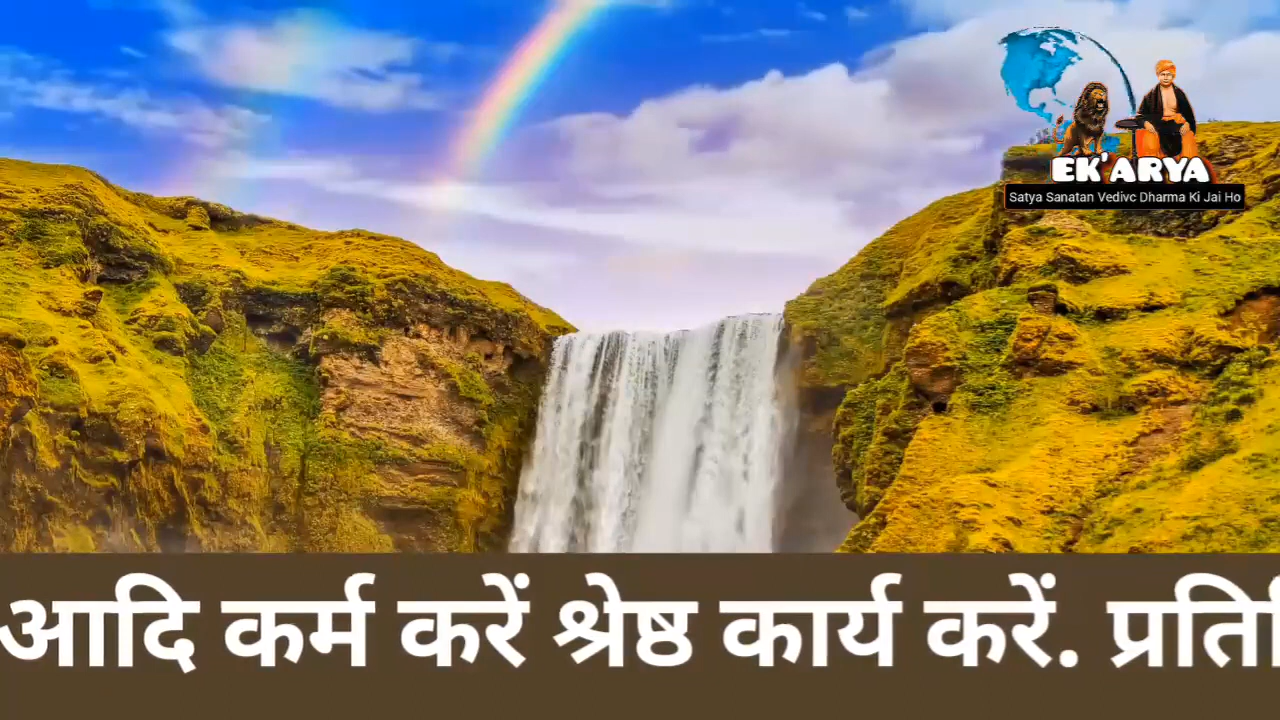 EK'ARYA
Satya Sanatan Vedivc Dharma Ki Jai Ho
आदि कर्म करें श्रेष्ठ कार्य करें.